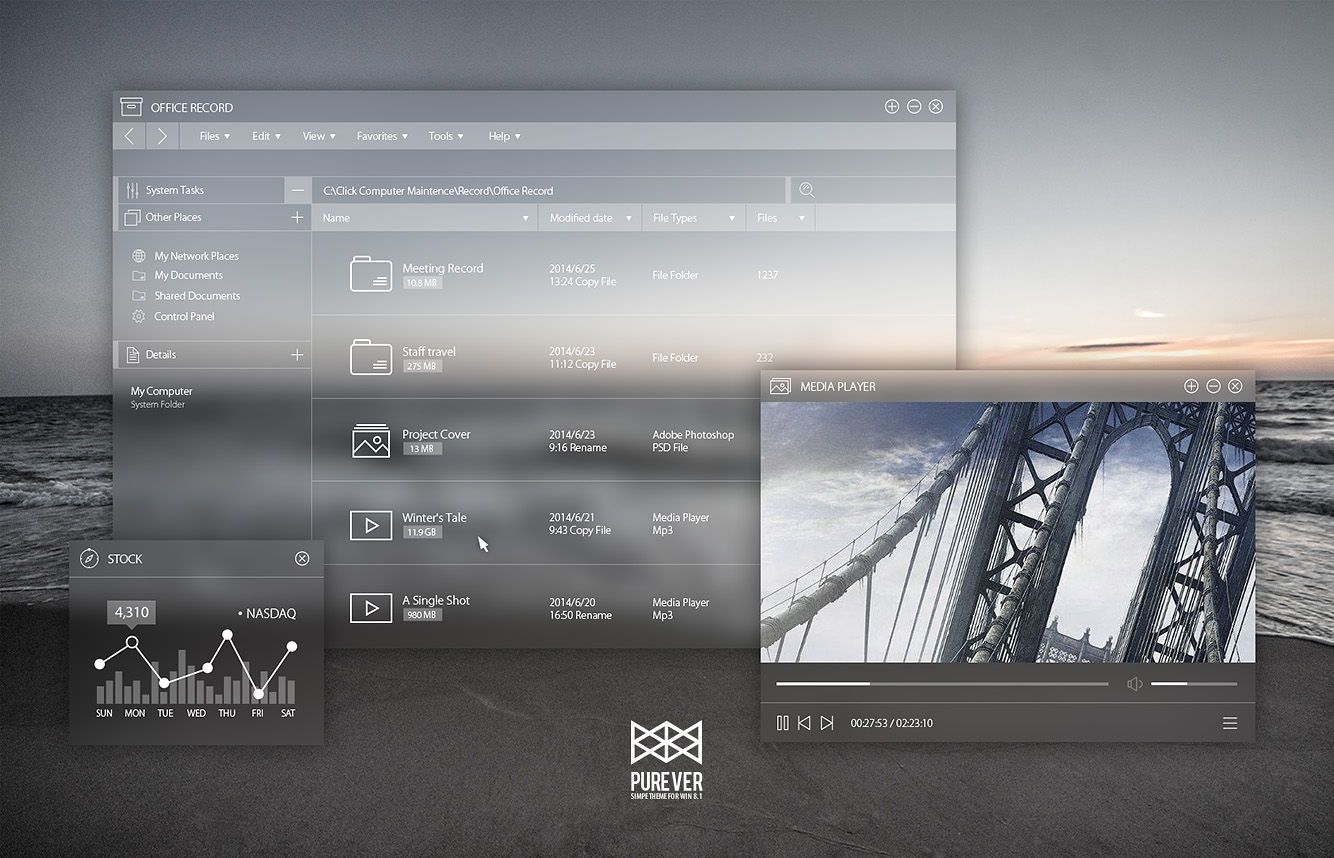 OFFICE RECORD
Files Edit View Favorites Tools Help
System Tasks
C:\Click Computer Maintence\Record\Office Record
Other Places
Name Modified date File Types Files
My Network Places
My Documents
Shared Documents
Control Panel
Details
My Computer
System Folder
Meeting Record
10.8 MB
2014/6/25
13:24 Copy File
File Folder
1237
Staff travel
275 MB
2014/6/23
11:12 Copy File
File Folder
232
Project Cover
13 MB
2014/6/23
9:16 Rename
Adobe Photoshop
PSD File
Winter's Tale
11.9 GB
2014/6/21
9:43 Copy File
Media Player
Mp3
A Single Shot
980 MB
2014/6/20
16:50 Rename
Media Player
Mp3
MEDIA PLAYER
00:27:53 / 02:23:10
STOCK
4,310
• NASDAQ
SUN MON TUE WED THU FRI SAT
PUREVER
SIMPE THEME FOR WIN 8.1